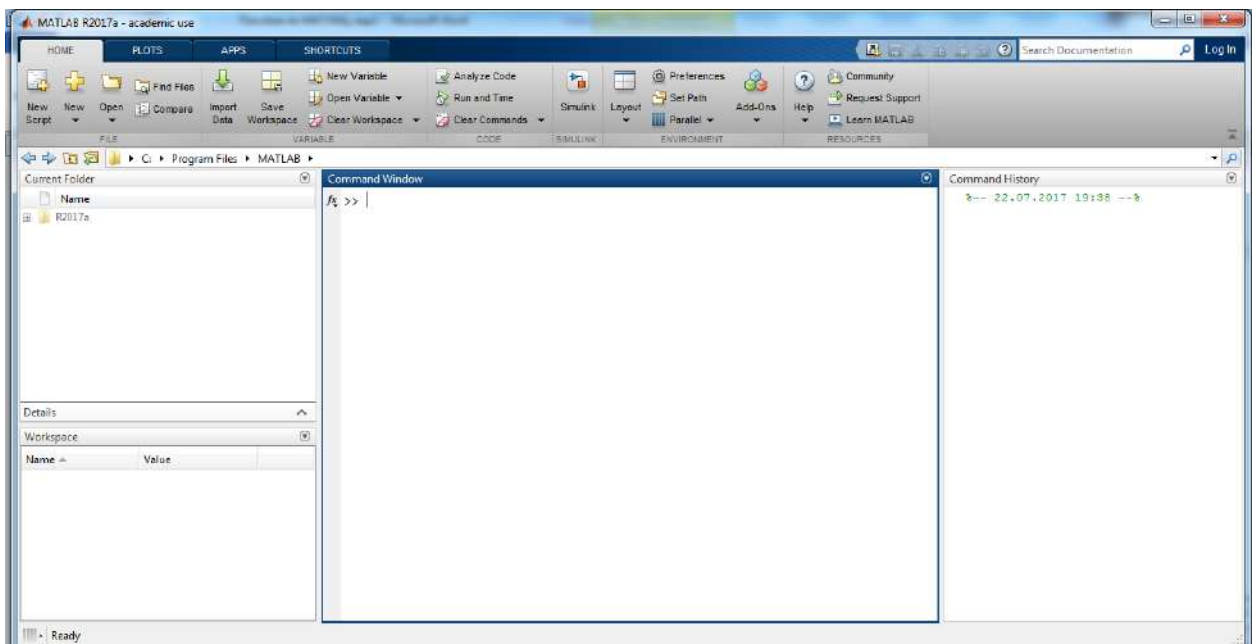 MATLAB R2017a - academic use
HOME PLOTS APPS SHORTCUTS Search Documentation Log In
New Script New Open Find Files Compare Import Data Save Workspace New Variable Open Variable Clear Workspace Analyze Code Run and Time Clear Commands Simulink Layout Preferences Set Path Parallel Add-Ons Help Community Request Support Learn MATLAB
FILE VARIABLE CODE SIMULINK ENVIRONMENT RESOURCES
C: Program Files MATLAB
Current Folder Command Window Command History
Name fx >> %-- 22.07.2017 19:38 --%
R2017a
Details
Workspace
Name Value
Ready